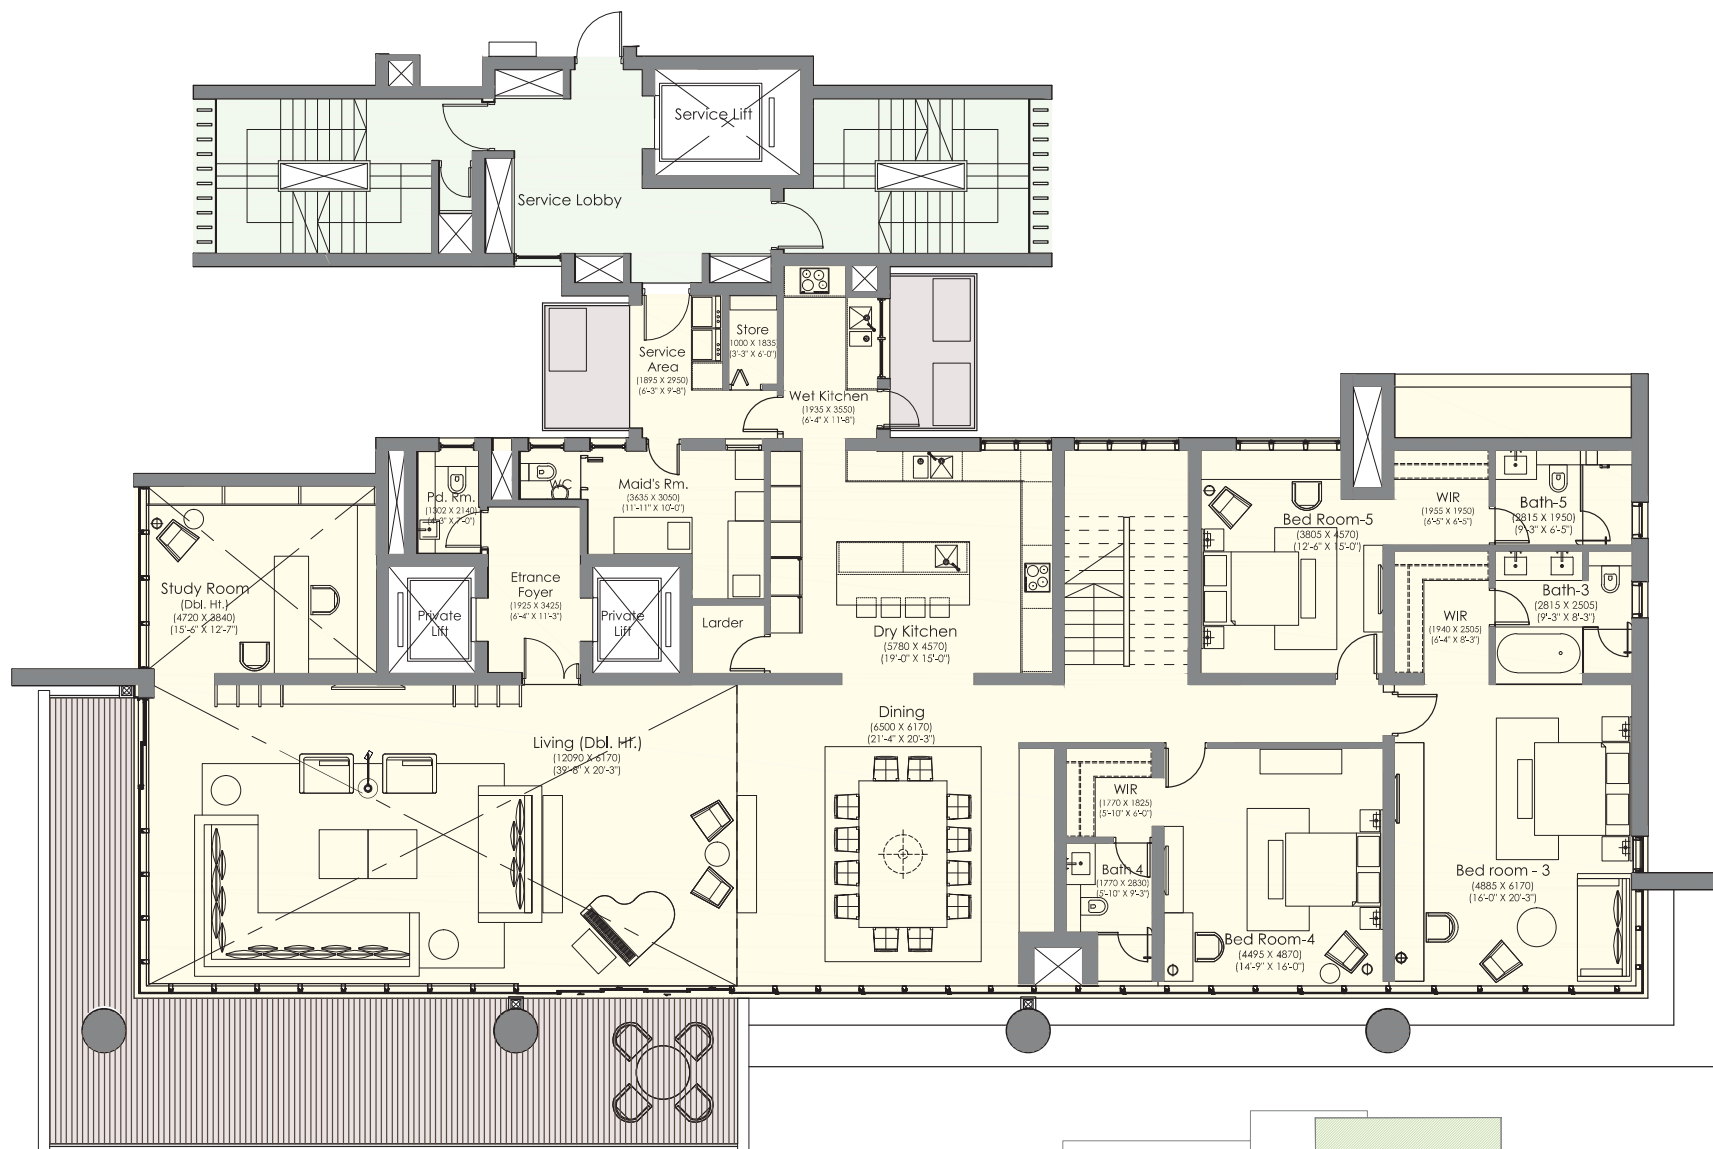 Service Lift
Service Lobby
Store
1000 X 1835
(3'-3" X 6'-0")
Service
Area
(1895 X 2950)
(6'-3" X 9'-8")
Wet Kitchen
(1935 X 3550)
(6'-4" X 11'-8")
Pd. Rm.
(1302 X 2140)
(4'-3" X 7'-0")
WC
Maid's Rm.
(3635 X 3050)
(11'-11" X 10'-0")
Bed Room-5
(3805 X 4570)
(12'-6" X 15'-0")
WIR
(1955 X 1950)
(6'-5" X 6'-5")
Bath-5
(2815 X 1950)
(9'-3" X 6'-5")
Study Room
(Dbl. Ht.)
(4720 X 3840)
(15'-6" X 12'-7")
Private
Lift
Etrance
Foyer
(1925 X 3425)
(6'-4" X 11'-3")
Private
Lift
Larder
Dry Kitchen
(5780 X 4570)
(19'-0" X 15'-0")
WIR
(1940 X 2505)
(6'-4" X 8'-3")
Bath-3
(2815 X 2505)
(9'-3" X 8'-3")
Living (Dbl. Ht.)
(12090 X 6170)
(39'-8" X 20'-3")
Dining
(6500 X 6170)
(21'-4" X 20'-3")
WIR
(1770 X 1825)
(5'-10" X 6'-0")
Bath 4
(1770 X 2830)
(5'-10" X 9'-3")
Bed Room-4
(4495 X 4870)
(14'-9" X 16'-0")
Bed room - 3
(4885 X 6170)
(16'-0" X 20'-3")